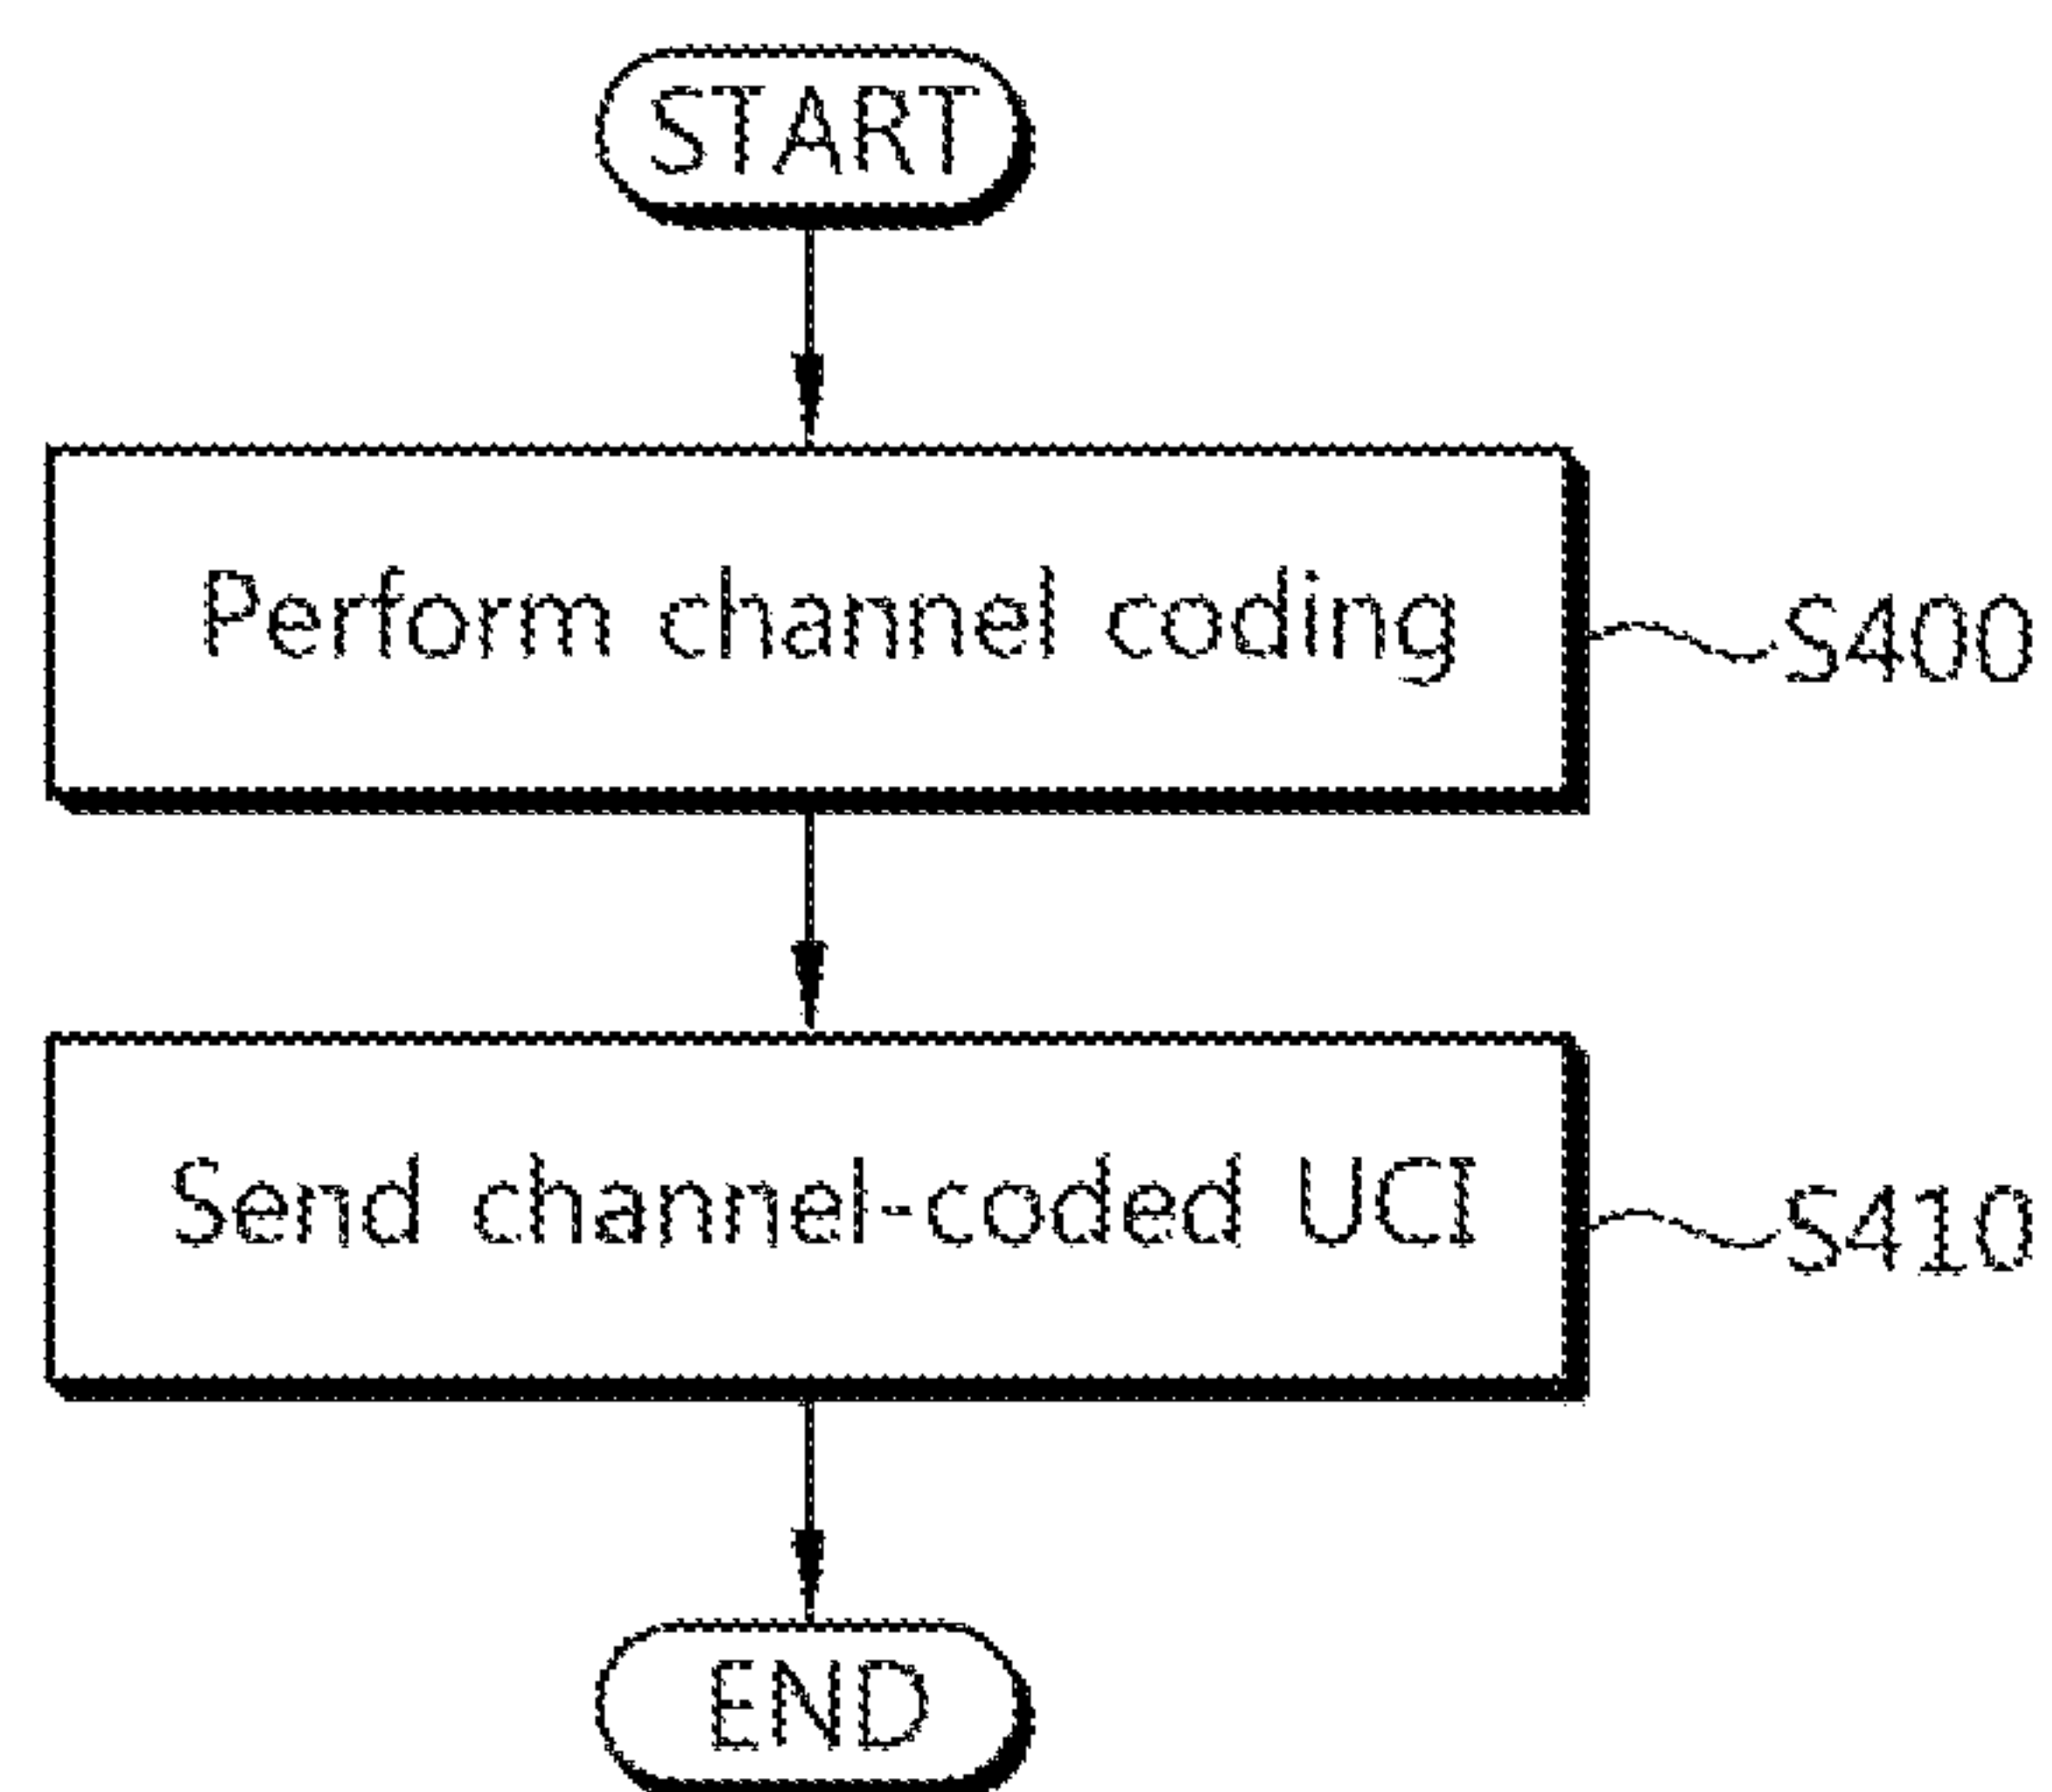 START
Perform channel coding
S400
Send channel-coded UCI
S410
END